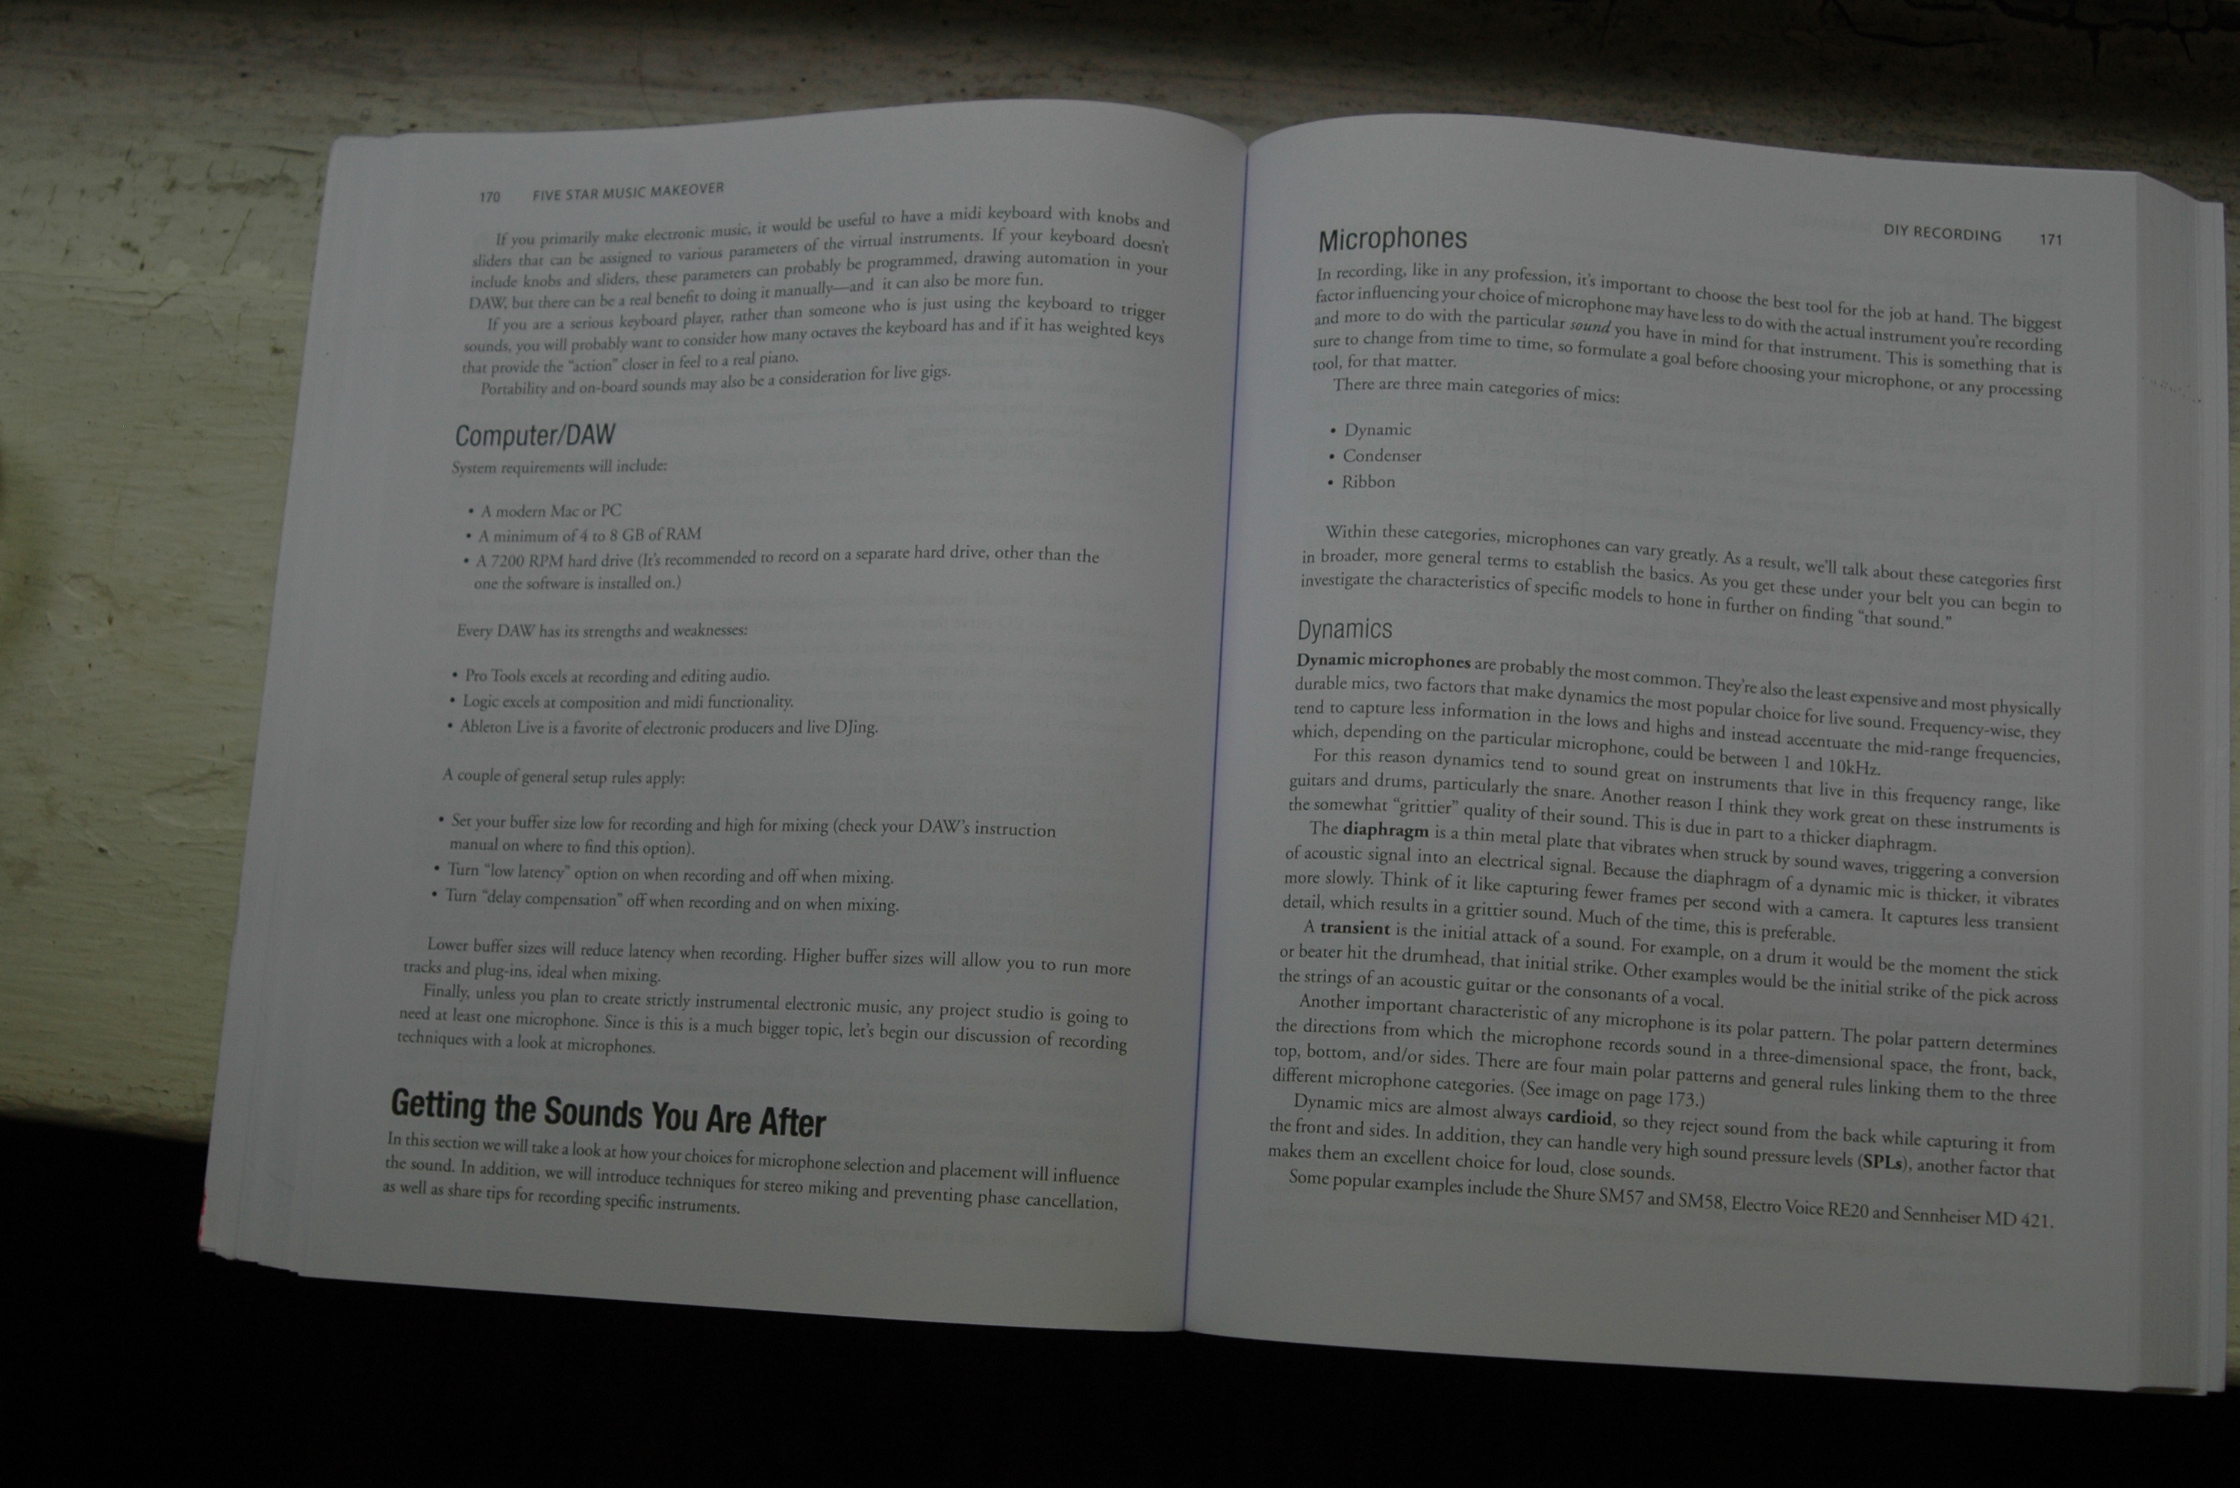 170 FIVE STAR MUSIC MAKEOVER
If you primarily make electronic music, it would be useful to have a midi keyboard with knobs and
sliders that can be assigned to various parameters of the virtual instruments. If your keyboard doesn't
include knobs and sliders, these parameters can probably be programmed, drawing automation in your
DAW, but there can be a real benefit to doing it manually—and it can also be more fun.
If you are a serious keyboard player, rather than someone who is just using the keyboard to trigger
sounds, you will probably want to consider how many octaves the keyboard has and if it has weighted keys
that provide the "action" closer in feel to a real piano.
Portability and on-board sounds may also be a consideration for live gigs.
Computer/DAW
System requirements will include:
• A modern Mac or PC
• A minimum of 4 to 8 GB of RAM
• A 7200 RPM hard drive (It's recommended to record on a separate hard drive, other than the
one the software is installed on.)
Every DAW has its strengths and weaknesses:
• Pro Tools excels at recording and editing audio.
• Logic excels at composition and midi functionality.
• Ableton Live is a favorite of electronic producers and live DJing.
A couple of general setup rules apply:
• Set your buffer size low for recording and high for mixing (check your DAW's instruction
manual on where to find this option).
• Turn "low latency" option on when recording and off when mixing.
• Turn "delay compensation" off when recording and on when mixing.
Lower buffer sizes will reduce latency when recording. Higher buffer sizes will allow you to run more
tracks and plug-ins, ideal when mixing.
Finally, unless you plan to create strictly instrumental electronic music, any project studio is going to
need at least one microphone. Since is this is a much bigger topic, let's begin our discussion of recording
techniques with a look at microphones.
Getting the Sounds You Are After
In this section we will take a look at how your choices for microphone selection and placement will influence
the sound. In addition, we will introduce techniques for stereo miking and preventing phase cancellation,
as well as share tips for recording specific instruments.
DIY RECORDING 171
Microphones
In recording, like in any profession, it's important to choose the best tool for the job at hand. The biggest
factor influencing your choice of microphone may have less to do with the actual instrument you're recording
and more to do with the particular sound you have in mind for that instrument. This is something that is
sure to change from time to time, so formulate a goal before choosing your microphone, or any processing
tool, for that matter.
There are three main categories of mics:
• Dynamic
• Condenser
• Ribbon
Within these categories, microphones can vary greatly. As a result, we'll talk about these categories first
in broader, more general terms to establish the basics. As you get these under your belt you can begin to
investigate the characteristics of specific models to hone in further on finding "that sound."
Dynamics
Dynamic microphones are probably the most common. They're also the least expensive and most physically
durable mics, two factors that make dynamics the most popular choice for live sound. Frequency-wise, they
tend to capture less information in the lows and highs and instead accentuate the mid-range frequencies,
which, depending on the particular microphone, could be between 1 and 10kHz.
For this reason dynamics tend to sound great on instruments that live in this frequency range, like
guitars and drums, particularly the snare. Another reason I think they work great on these instruments is
the somewhat "grittier" quality of their sound. This is due in part to a thicker diaphragm.
The diaphragm is a thin metal plate that vibrates when struck by sound waves, triggering a conversion
of acoustic signal into an electrical signal. Because the diaphragm of a dynamic mic is thicker, it vibrates
more slowly. Think of it like capturing fewer frames per second with a camera. It captures less transient
detail, which results in a grittier sound. Much of the time, this is preferable.
A transient is the initial attack of a sound. For example, on a drum it would be the moment the stick
or beater hit the drumhead, that initial strike. Other examples would be the initial strike of the pick across
the strings of an acoustic guitar or the consonants of a vocal.
Another important characteristic of any microphone is its polar pattern. The polar pattern determines
the directions from which the microphone records sound in a three-dimensional space, the front, back,
top, bottom, and/or sides. There are four main polar patterns and general rules linking them to the three
different microphone categories. (See image on page 173.)
Dynamic mics are almost always cardioid, so they reject sound from the back while capturing it from
the front and sides. In addition, they can handle very high sound pressure levels (SPLs), another factor that
makes them an excellent choice for loud, close sounds.
Some popular examples include the Shure SM57 and SM58, Electro Voice RE20 and Sennheiser MD 421.